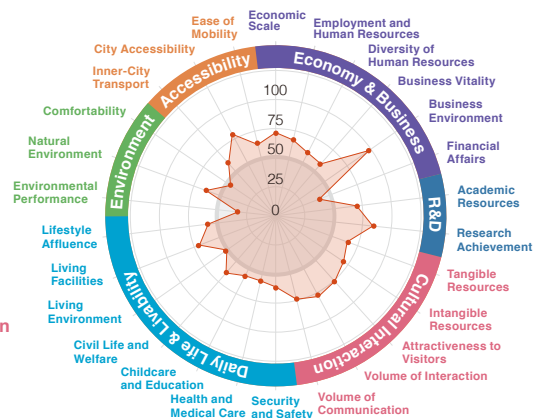 Economic
Scale
Employment and
Human Resources
Diversity of
Human Resources
Business Vitality
Business
Environment
Financial
Affairs
Academic
Resources
Research
Achievement
Tangible
Resources
Intangible
Resources
Attractiveness to
Visitors
Volume of Interaction
Volume of
Communication
Security
and Safety
Health and
Medical Care
Childcare
and Education
Civil Life and
Welfare
Living
Environment
Living
Facilities
Lifestyle
Affluence
Environmental
Performance
Natural
Environment
Comfortability
Inner-City
Transport
City Accessibility
Ease of
Mobility
Economy & Business
R&D
Cultural Interaction
Daily Life & Livability
Environment
Accessibility
100
75
50
25
0
n